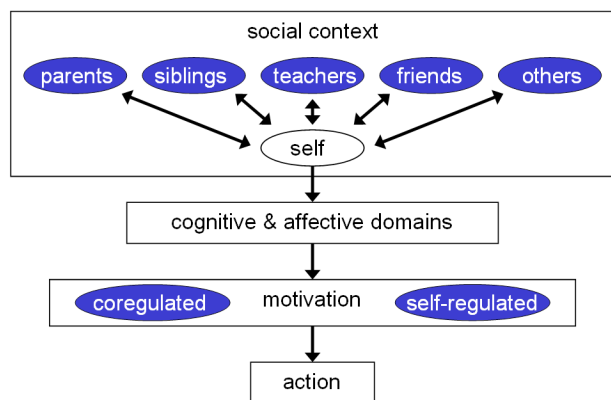 social context
parents siblings teachers friends others
self
cognitive & affective domains
coregulated motivation self-regulated
action